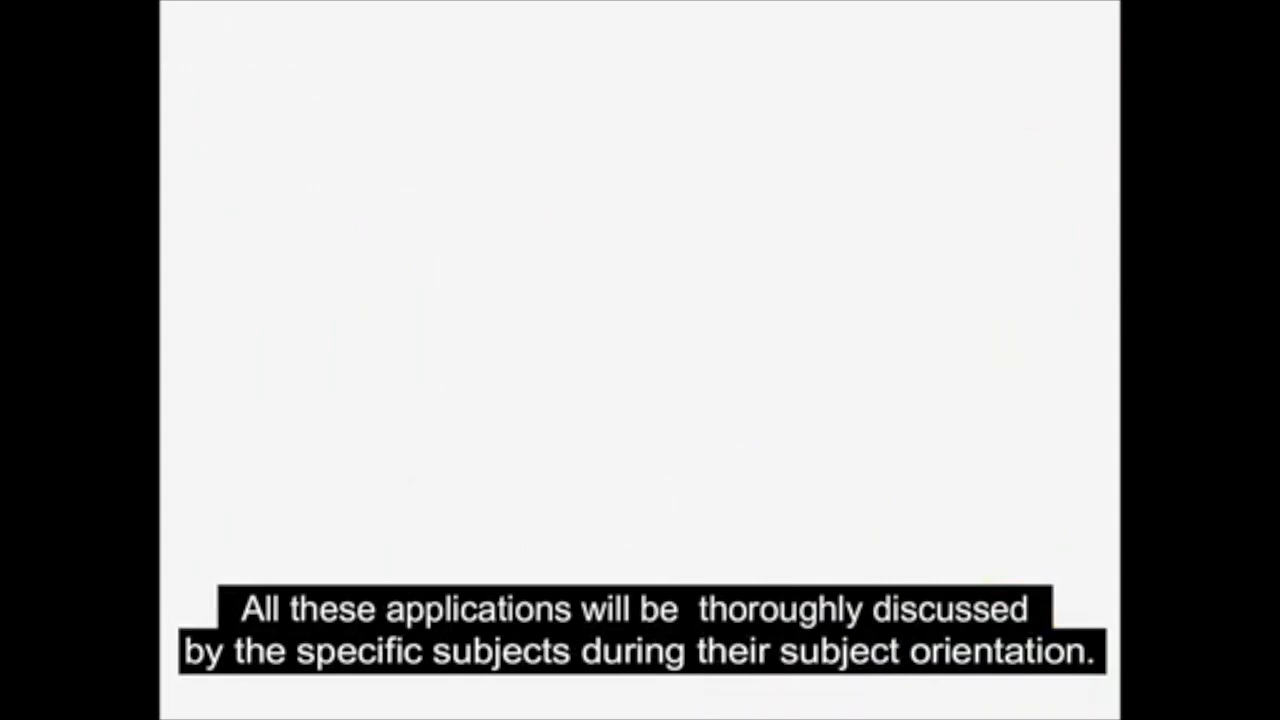 All these applications will be  thoroughly discussed
by the specific subjects during their subject orientation.